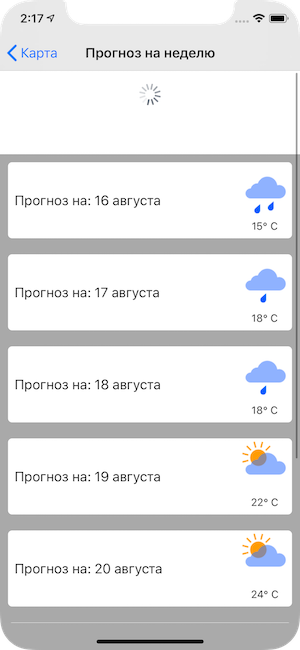 2:17
Карта
Прогноз на неделю
Прогноз на: 16 августа
15° C
Прогноз на: 17 августа
18° C
Прогноз на: 18 августа
18° C
Прогноз на: 19 августа
22° C
Прогноз на: 20 августа
24° C